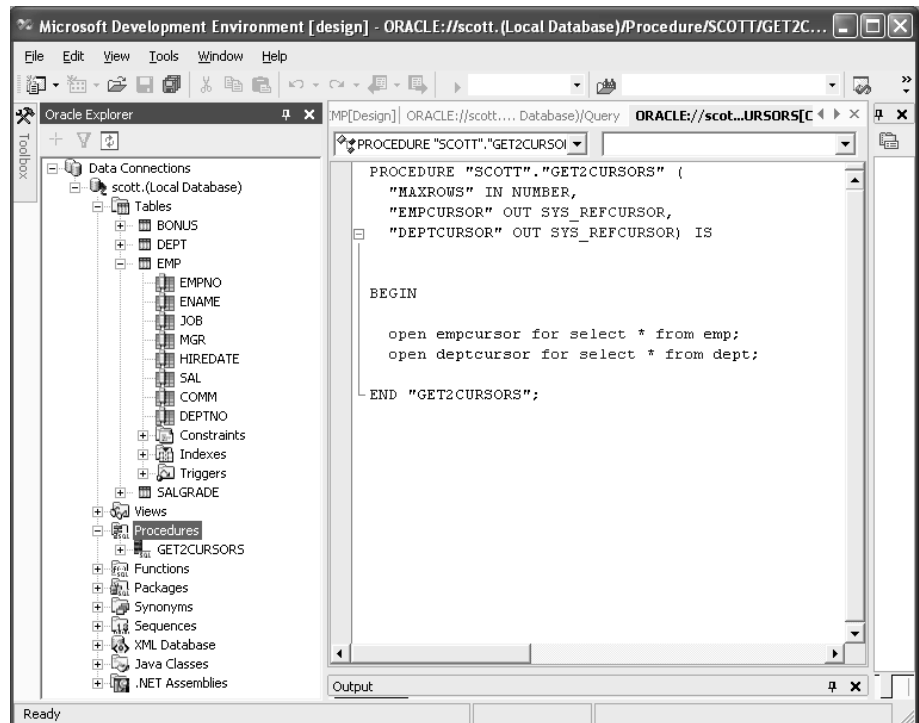 Microsoft Development Environment [design] - ORACLE://scott.(Local Database)/Procedure/SCOTT/GET2C...
File Edit View Tools Window Help
Toolbox
Oracle Explorer
Data Connections
scott.(Local Database)
Tables
BONUS
DEPT
EMP
EMPNO
ENAME
JOB
MGR
HIREDATE
SAL
COMM
DEPTNO
Constraints
Indexes
Triggers
SALGRADE
Views
Procedures
GET2CURSORS
Functions
Packages
Synonyms
Sequences
XML Database
Java Classes
.NET Assemblies
MP[Design] ORACLE://scott.... Database)/Query ORACLE://scot...URSORS[C
PROCEDURE "SCOTT"."GET2CURSOI
PROCEDURE "SCOTT"."GET2CURSORS" (
"MAXROWS" IN NUMBER,
"EMPCURSOR" OUT SYS_REFCURSOR,
"DEPTCURSOR" OUT SYS_REFCURSOR) IS
BEGIN
open empcursor for select * from emp;
open deptcursor for select * from dept;
END "GET2CURSORS";
Output
Ready